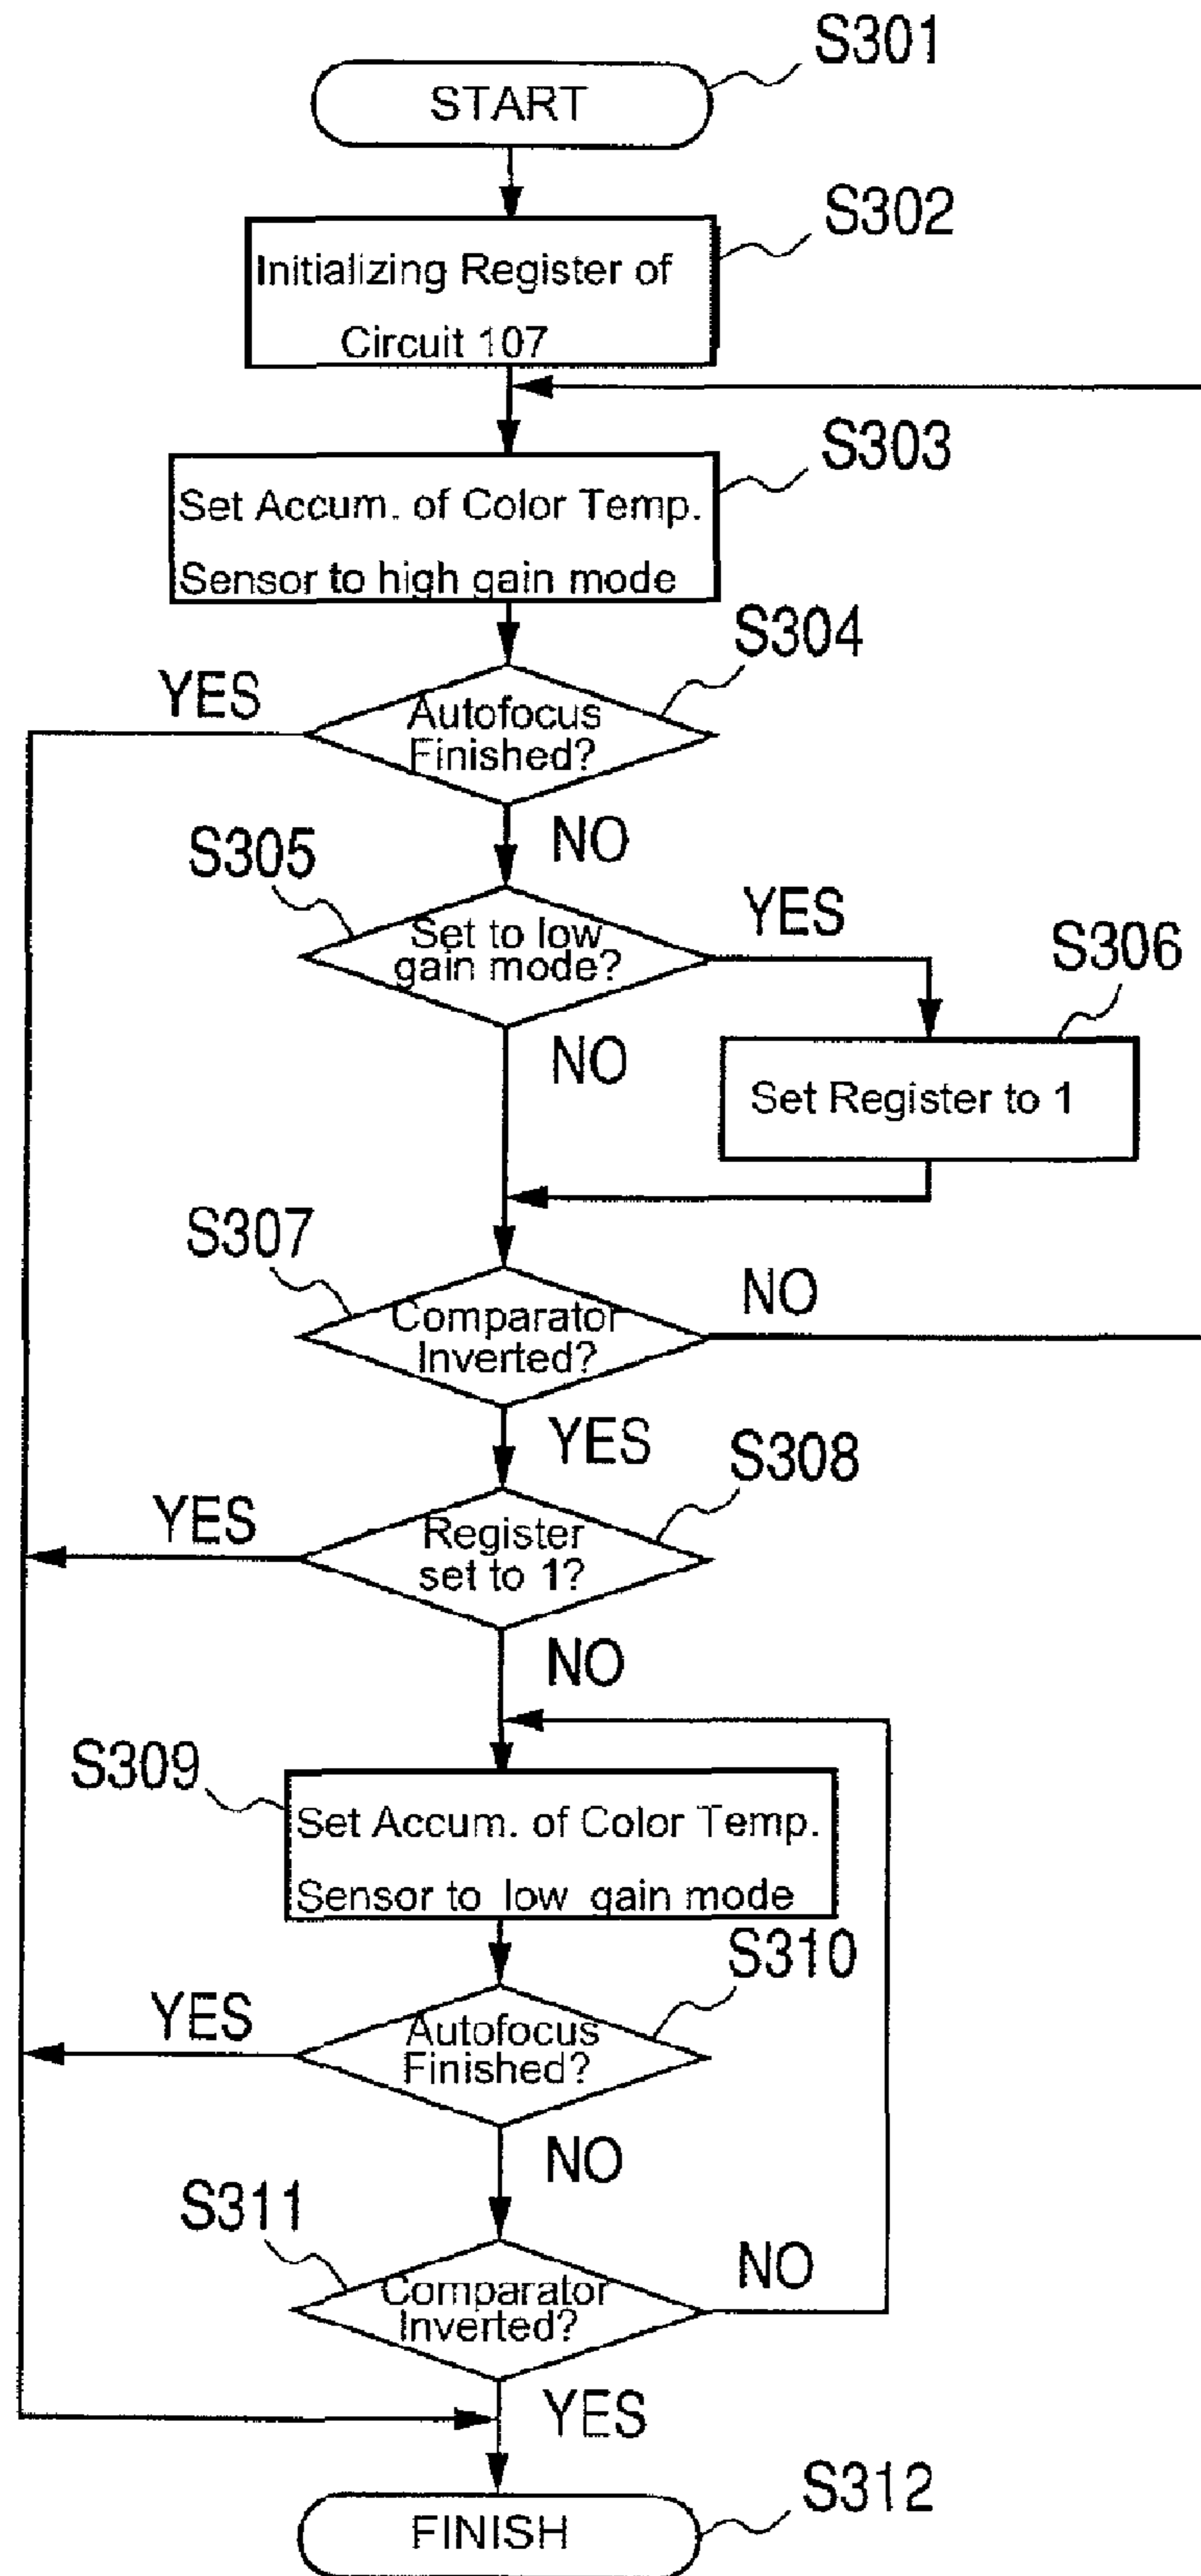 S301
START
S302
Initializing Register of
Circuit 107
S303
Set Accum. of Color Temp.
Sensor to high gain mode
S304
YES
Autofocus
Finished?
NO
S305
Set to low
gain mode?
YES
S306
NO
Set Register to 1
S307
Comparator
Inverted?
NO
YES
S308
YES
Register
set to 1?
NO
S309
Set Accum. of Color Temp.
Sensor to low gain mode
S310
YES
Autofocus
Finished?
NO
S311
Comparator
Inverted?
NO
YES
S312
FINISH